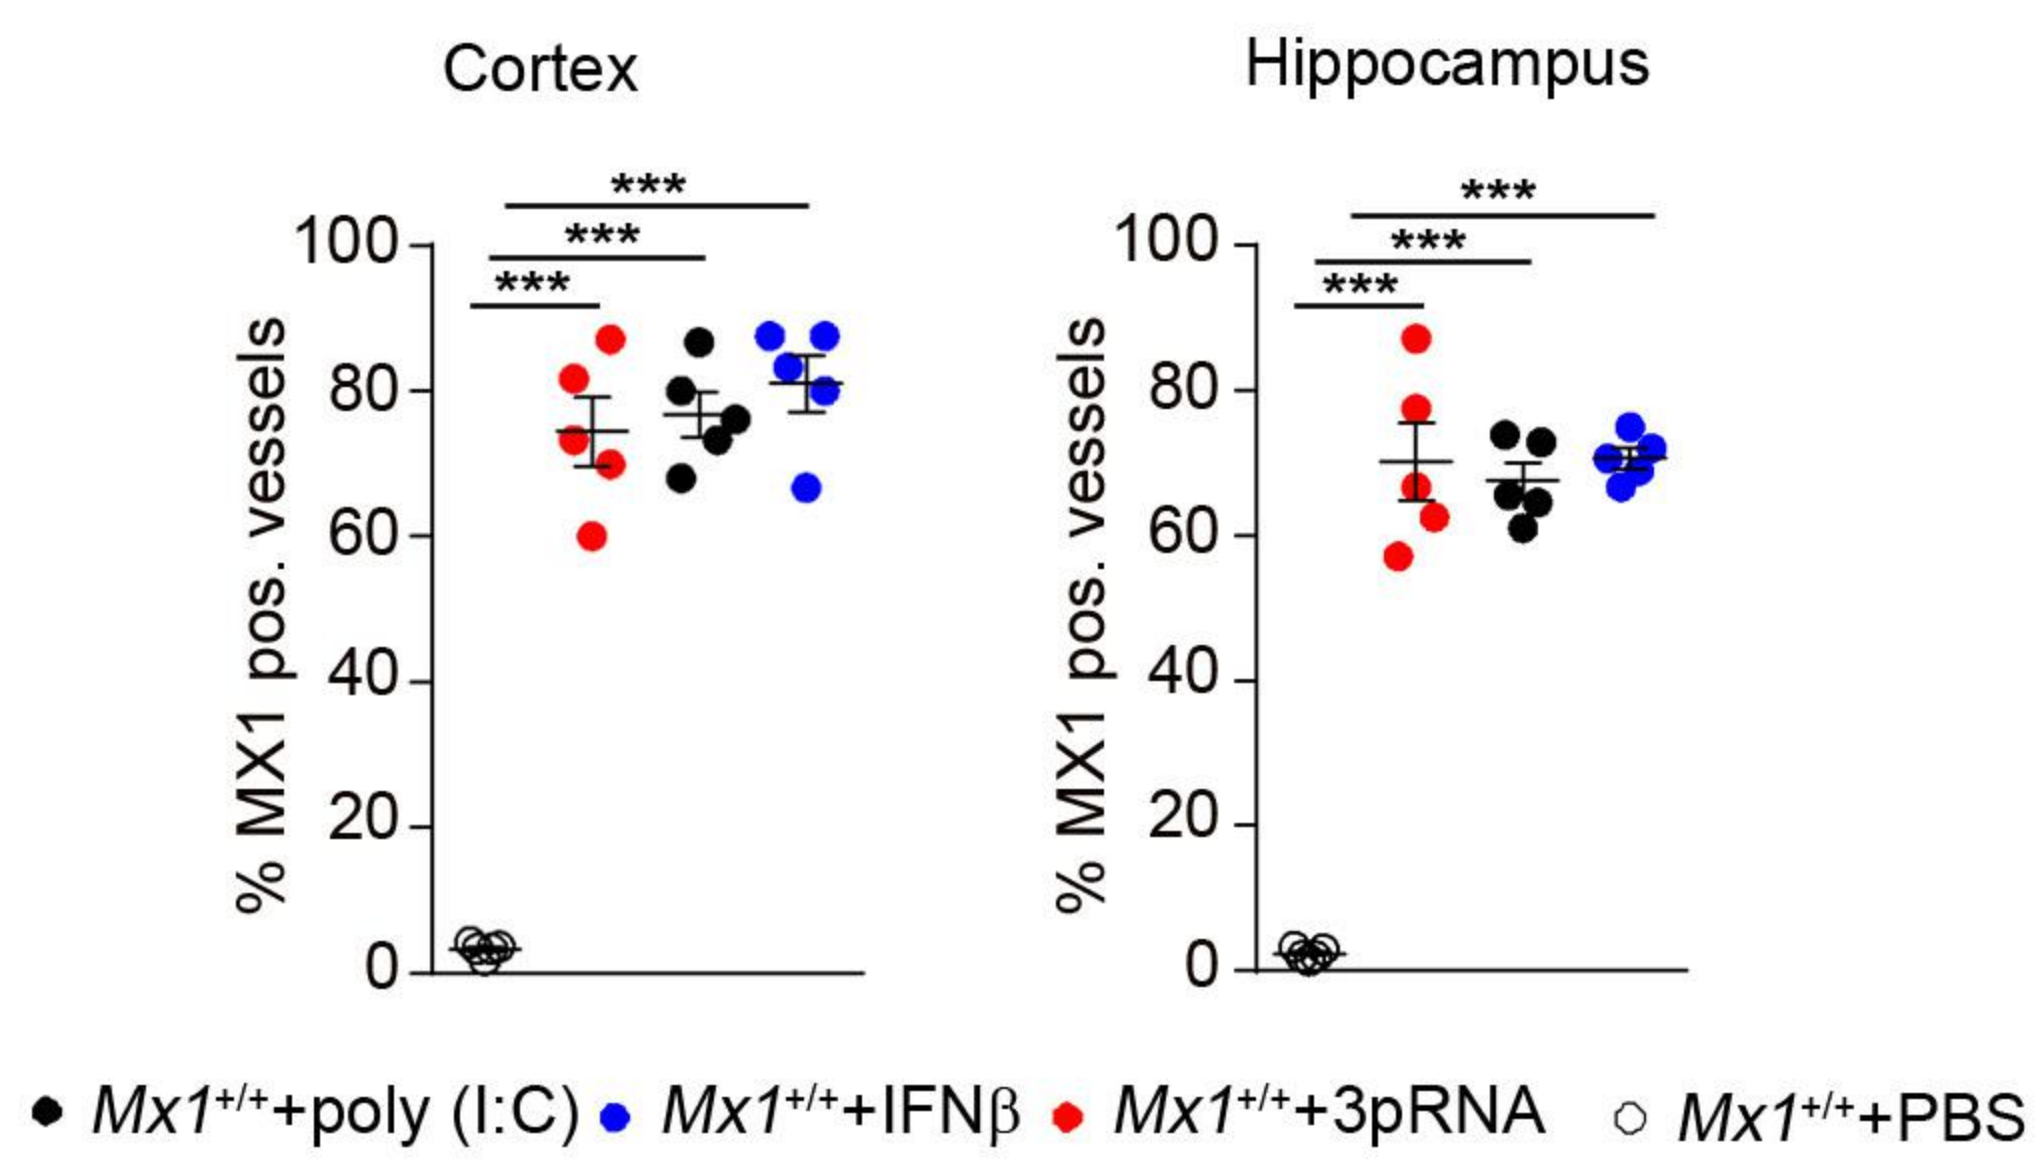 Cortex
***
***
***
100
80
60
40
20
0
% MX1 pos. vessels
Hippocampus
***
***
***
100
80
60
40
20
0
% MX1 pos. vessels
Mx1+/++poly (I:C)
Mx1+/++IFNβ
Mx1+/++3pRNA
Mx1+/++PBS